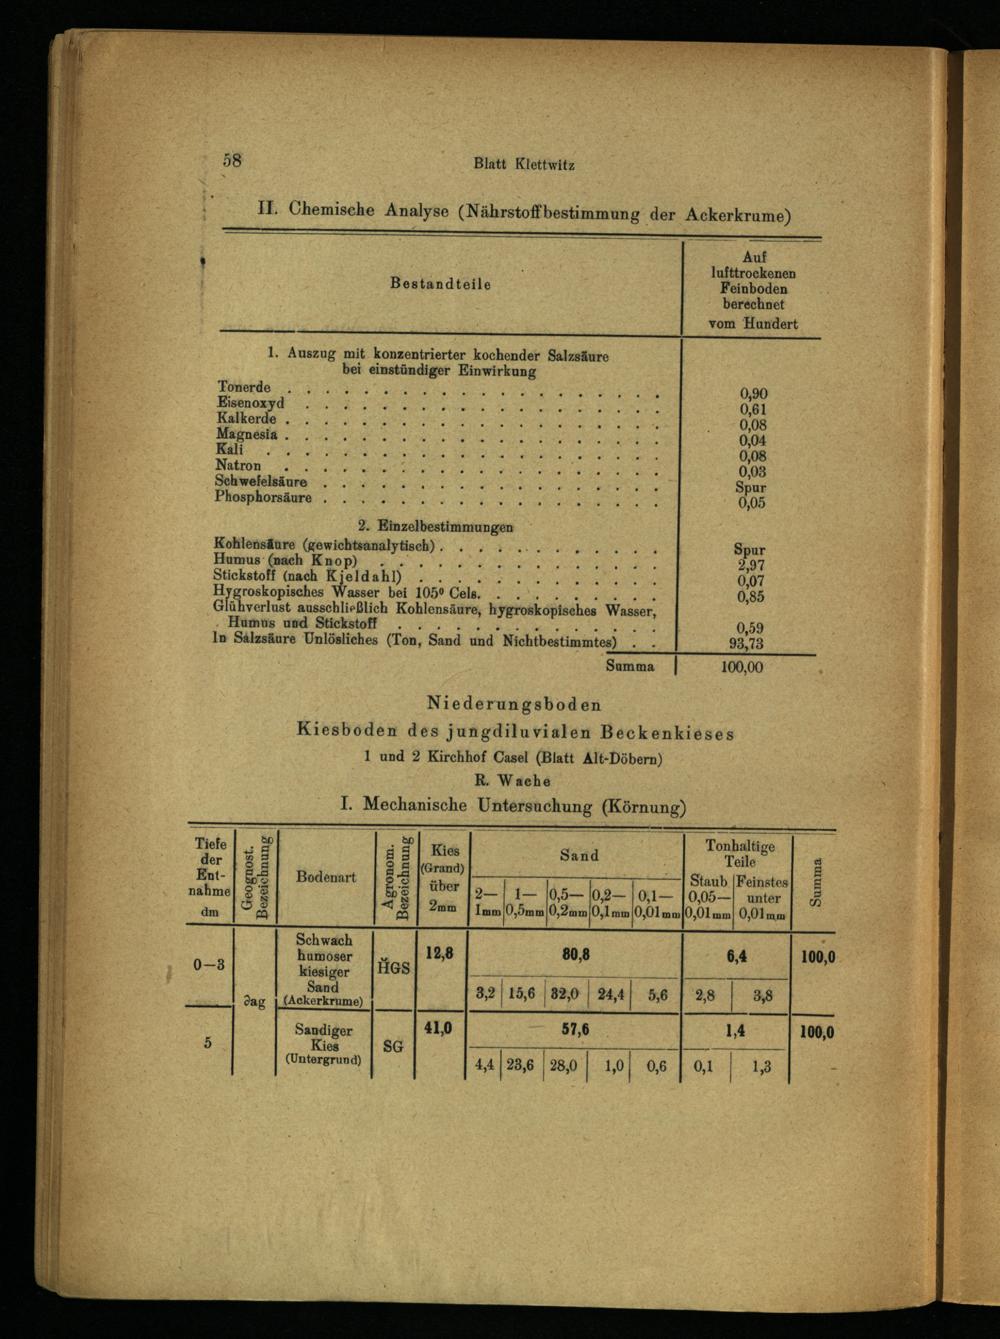 58
Blatt Klettwitz
II. Chemische Analyse (Nährstoffbestimmung der Ackerkrume)
Bestandteile
Auf
lufttrockenen
Feinboden
berechnet
vom Hundert
1. Auszug mit konzentrierter kochender Salzsäure
bei einstündiger Einwirkung
Tonerde . . . . . . . . . . . . . . . . . . . . 0,90
Eisenoxyd . . . . . . . . . . . . . . . . . . . 0,61
Kalkerde . . . . . . . . . . . . . . . . . . . . 0,08
Magnesia . . . . . . . . . . . . . . . . . . . . 0,04
Kali . . . . . . . . . . . . . . . . . . . . . 0,08
Natron . . . . . . . . . . . . . . . . . . . . 0,03
Schwefelsäure . . . . . . . . . . . . . . . . . . Spur
Phosphorsäure . . . . . . . . . . . . . . . . . . 0,05
2. Einzelbestimmungen
Kohlensäure (gewichtsanalytisch) . . . . . . . . . . . . Spur
Humus (nach Knop) . . . . . . . . . . . . . . . 2,97
Stickstoff (nach Kjeldahl) . . . . . . . . . . . . . 0,07
Hygroskopisches Wasser bei 105⁰ Cels. . . . . . . . . . . 0,85
Glühverlust ausschließlich Kohlensäure, hygroskopisches Wasser,
Humus und Stickstoff . . . . . . . . . . . . . . 0,59
In Salzsäure Unlösliches (Ton, Sand und Nichtbestimmtes) . . 93,73
Summa 100,00
Niederungsboden
Kiesboden des jungdiluvialen Beckenkieses
1 und 2 Kirchhof Casel (Blatt Alt-Döbern)
R. Wache
I. Mechanische Untersuchung (Körnung)
Tiefe
der
Ent-
nahme
dm
Geognost.
Bezeichnung
Bodenart
Agronom.
Bezeichnung
Kies
(Grand)
über
2mm
Sand
2—
1mm
1—
0,5mm
0,5—
0,2mm
0,2—
0,1mm
0,1—
0,01mm
Tonhaltige
Teile
Staub
0,05—
0,01mm
Feinstes
unter
0,01mm
Summa
0—3
∂ag
Schwach
humoser
kiesiger
Sand
(Ackerkrume)
H̆GS
12,8
80,8
6,4
100,0
3,2 15,6 32,0 24,4 5,6 2,8 3,8
5
Sandiger
Kies
(Untergrund)
SG
41,0
57,6
1,4
100,0
4,4 23,6 28,0 1,0 0,6 0,1 1,3